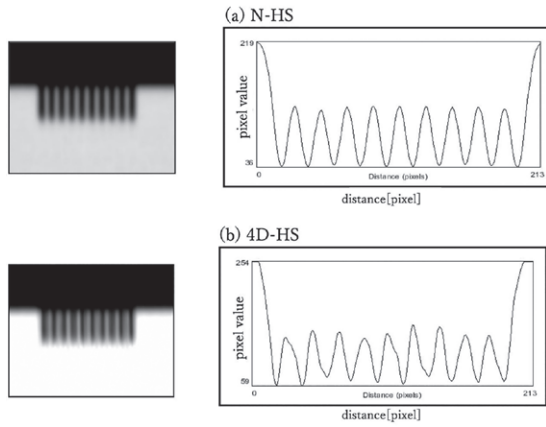 (a) N-HS
219
pixel value
36
0
Distance (pixels)
213
distance[pixel]
(b) 4D-HS
254
pixel value
59
0
Distance (pixels)
213
distance[pixel]